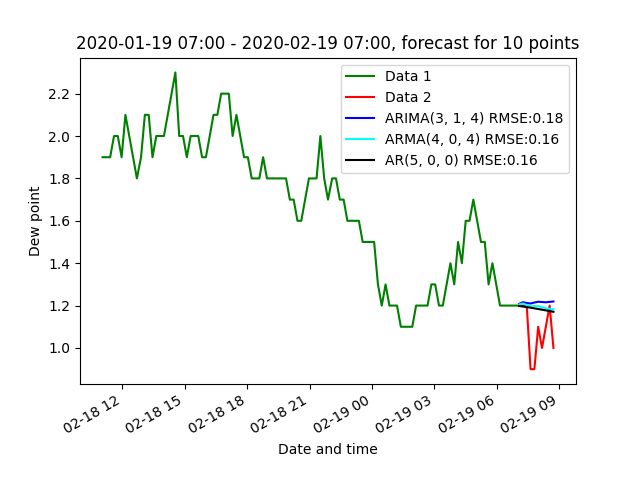 2020-01-19 07:00 - 2020-02-19 07:00, forecast for 10 points
Data 1
Data 2
ARIMA(3, 1, 4) RMSE:0.18
ARMA(4, 0, 4) RMSE:0.16
AR(5, 0, 0) RMSE:0.16
Dew point
2.2
2.0
1.8
1.6
1.4
1.2
1.0
02-18 12
02-18 15
02-18 18
02-18 21
02-19 00
02-19 03
02-19 06
02-19 09
Date and time